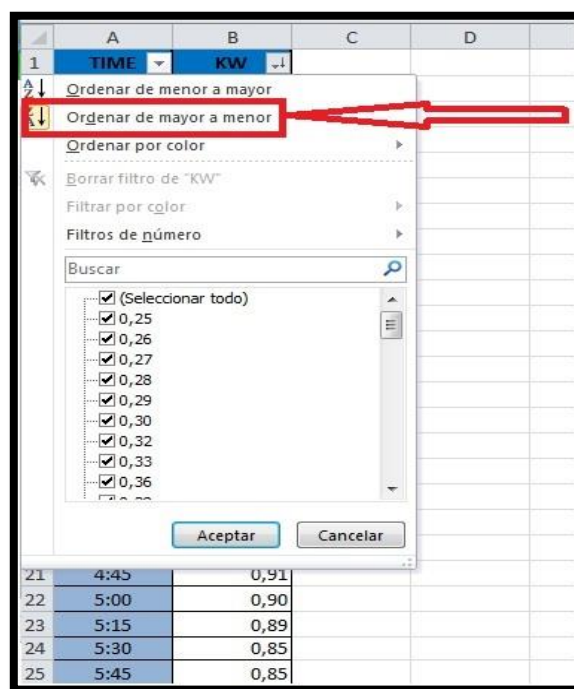 A B C D
1 TIME KW
Ordenar de menor a mayor
Ordenar de mayor a menor
Ordenar por color
Borrar filtro de "KW"
Filtrar por color
Filtros de número
Buscar
(Seleccionar todo)
0,25
0,26
0,27
0,28
0,29
0,30
0,32
0,33
0,36
Aceptar Cancelar
21 4:45 0,91
22 5:00 0,90
23 5:15 0,89
24 5:30 0,85
25 5:45 0,85